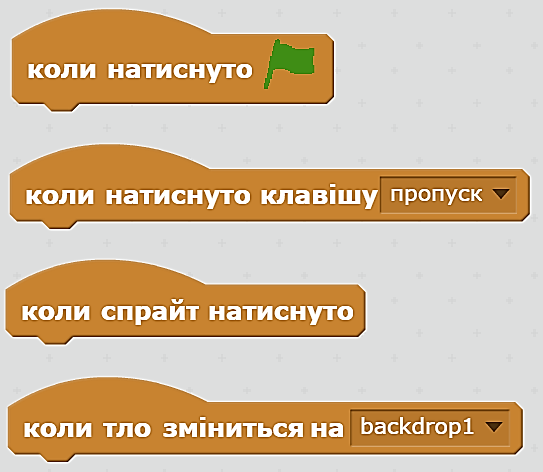 коли натиснуто
коли натиснуто клавішу пропуск
коли спрайт натиснуто
коли тло зміниться на backdrop1